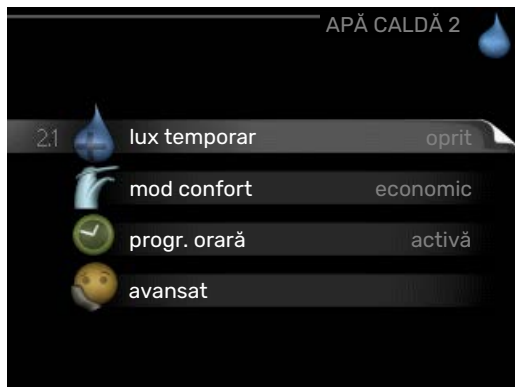 APĂ CALDĂ 2
2.1 lux temporar oprit
mod confort economic
progr. orară activă
avansat